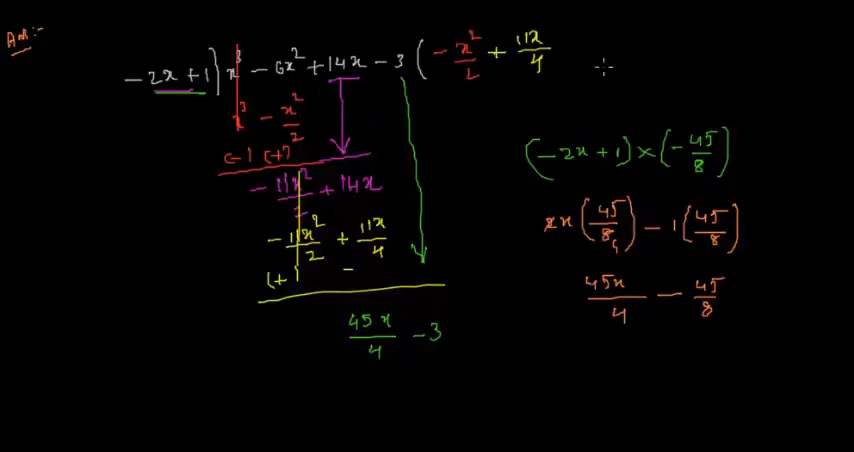 Ans:-
-2x + 1) x³ - 6x² + 14x - 3 ( - x²/2 + 11x/4
x³ - x²/2
(-) (+)
- 11x²/2 + 14x
- 11x²/2 + 11x/4
(+) -
45x/4 - 3
(-2x + 1) × (- 45/8)
2x (45/8₄) - 1 (45/8)
45x/4 - 45/8